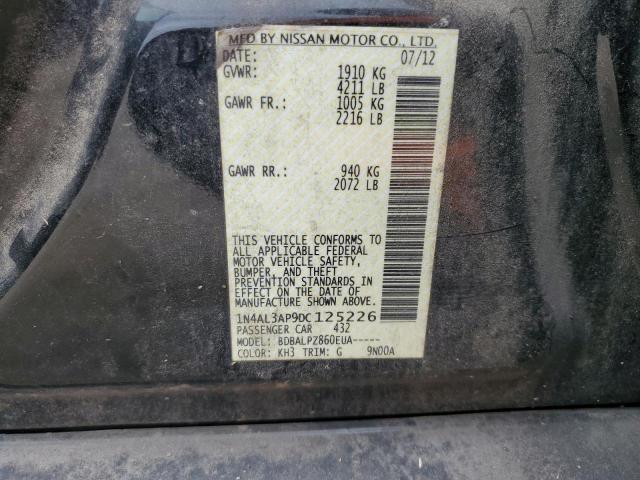 MFD BY NISSAN MOTOR CO., LTD.
DATE: 07/12
GVWR: 1910 KG
4211 LB
GAWR FR.: 1005 KG
2216 LB
GAWR RR.: 940 KG
2072 LB
THIS VEHICLE CONFORMS TO
ALL APPLICABLE FEDERAL
MOTOR VEHICLE SAFETY,
BUMPER, AND THEFT
PREVENTION STANDARDS
IN EFFECT ON THE DATE OF
MANUFACTURE SHOWN ABOVE.
1N4AL3AP9DC125226
PASSENGER CAR 432
MODEL: BDBALPZ860EUA-----
COLOR: KH3 TRIM: G 9N00A